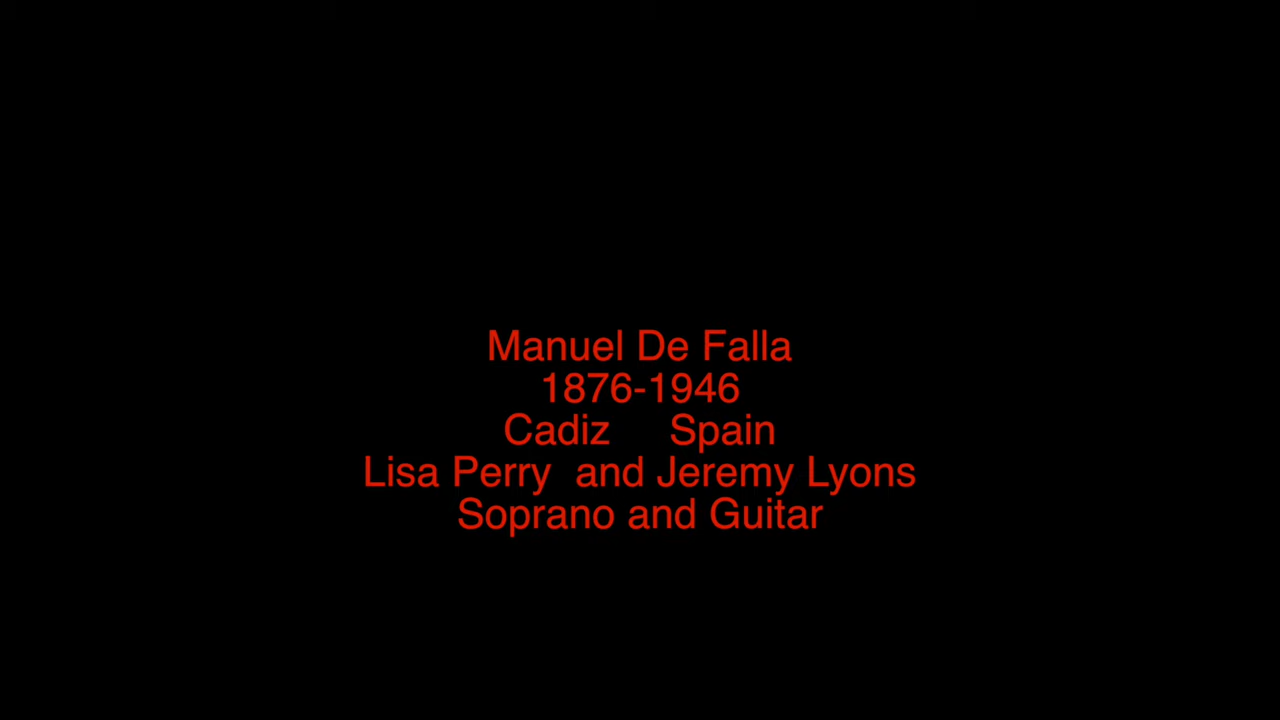 Manuel De Falla
1876-1946
Cadiz Spain
Lisa Perry and Jeremy Lyons
Soprano and Guitar